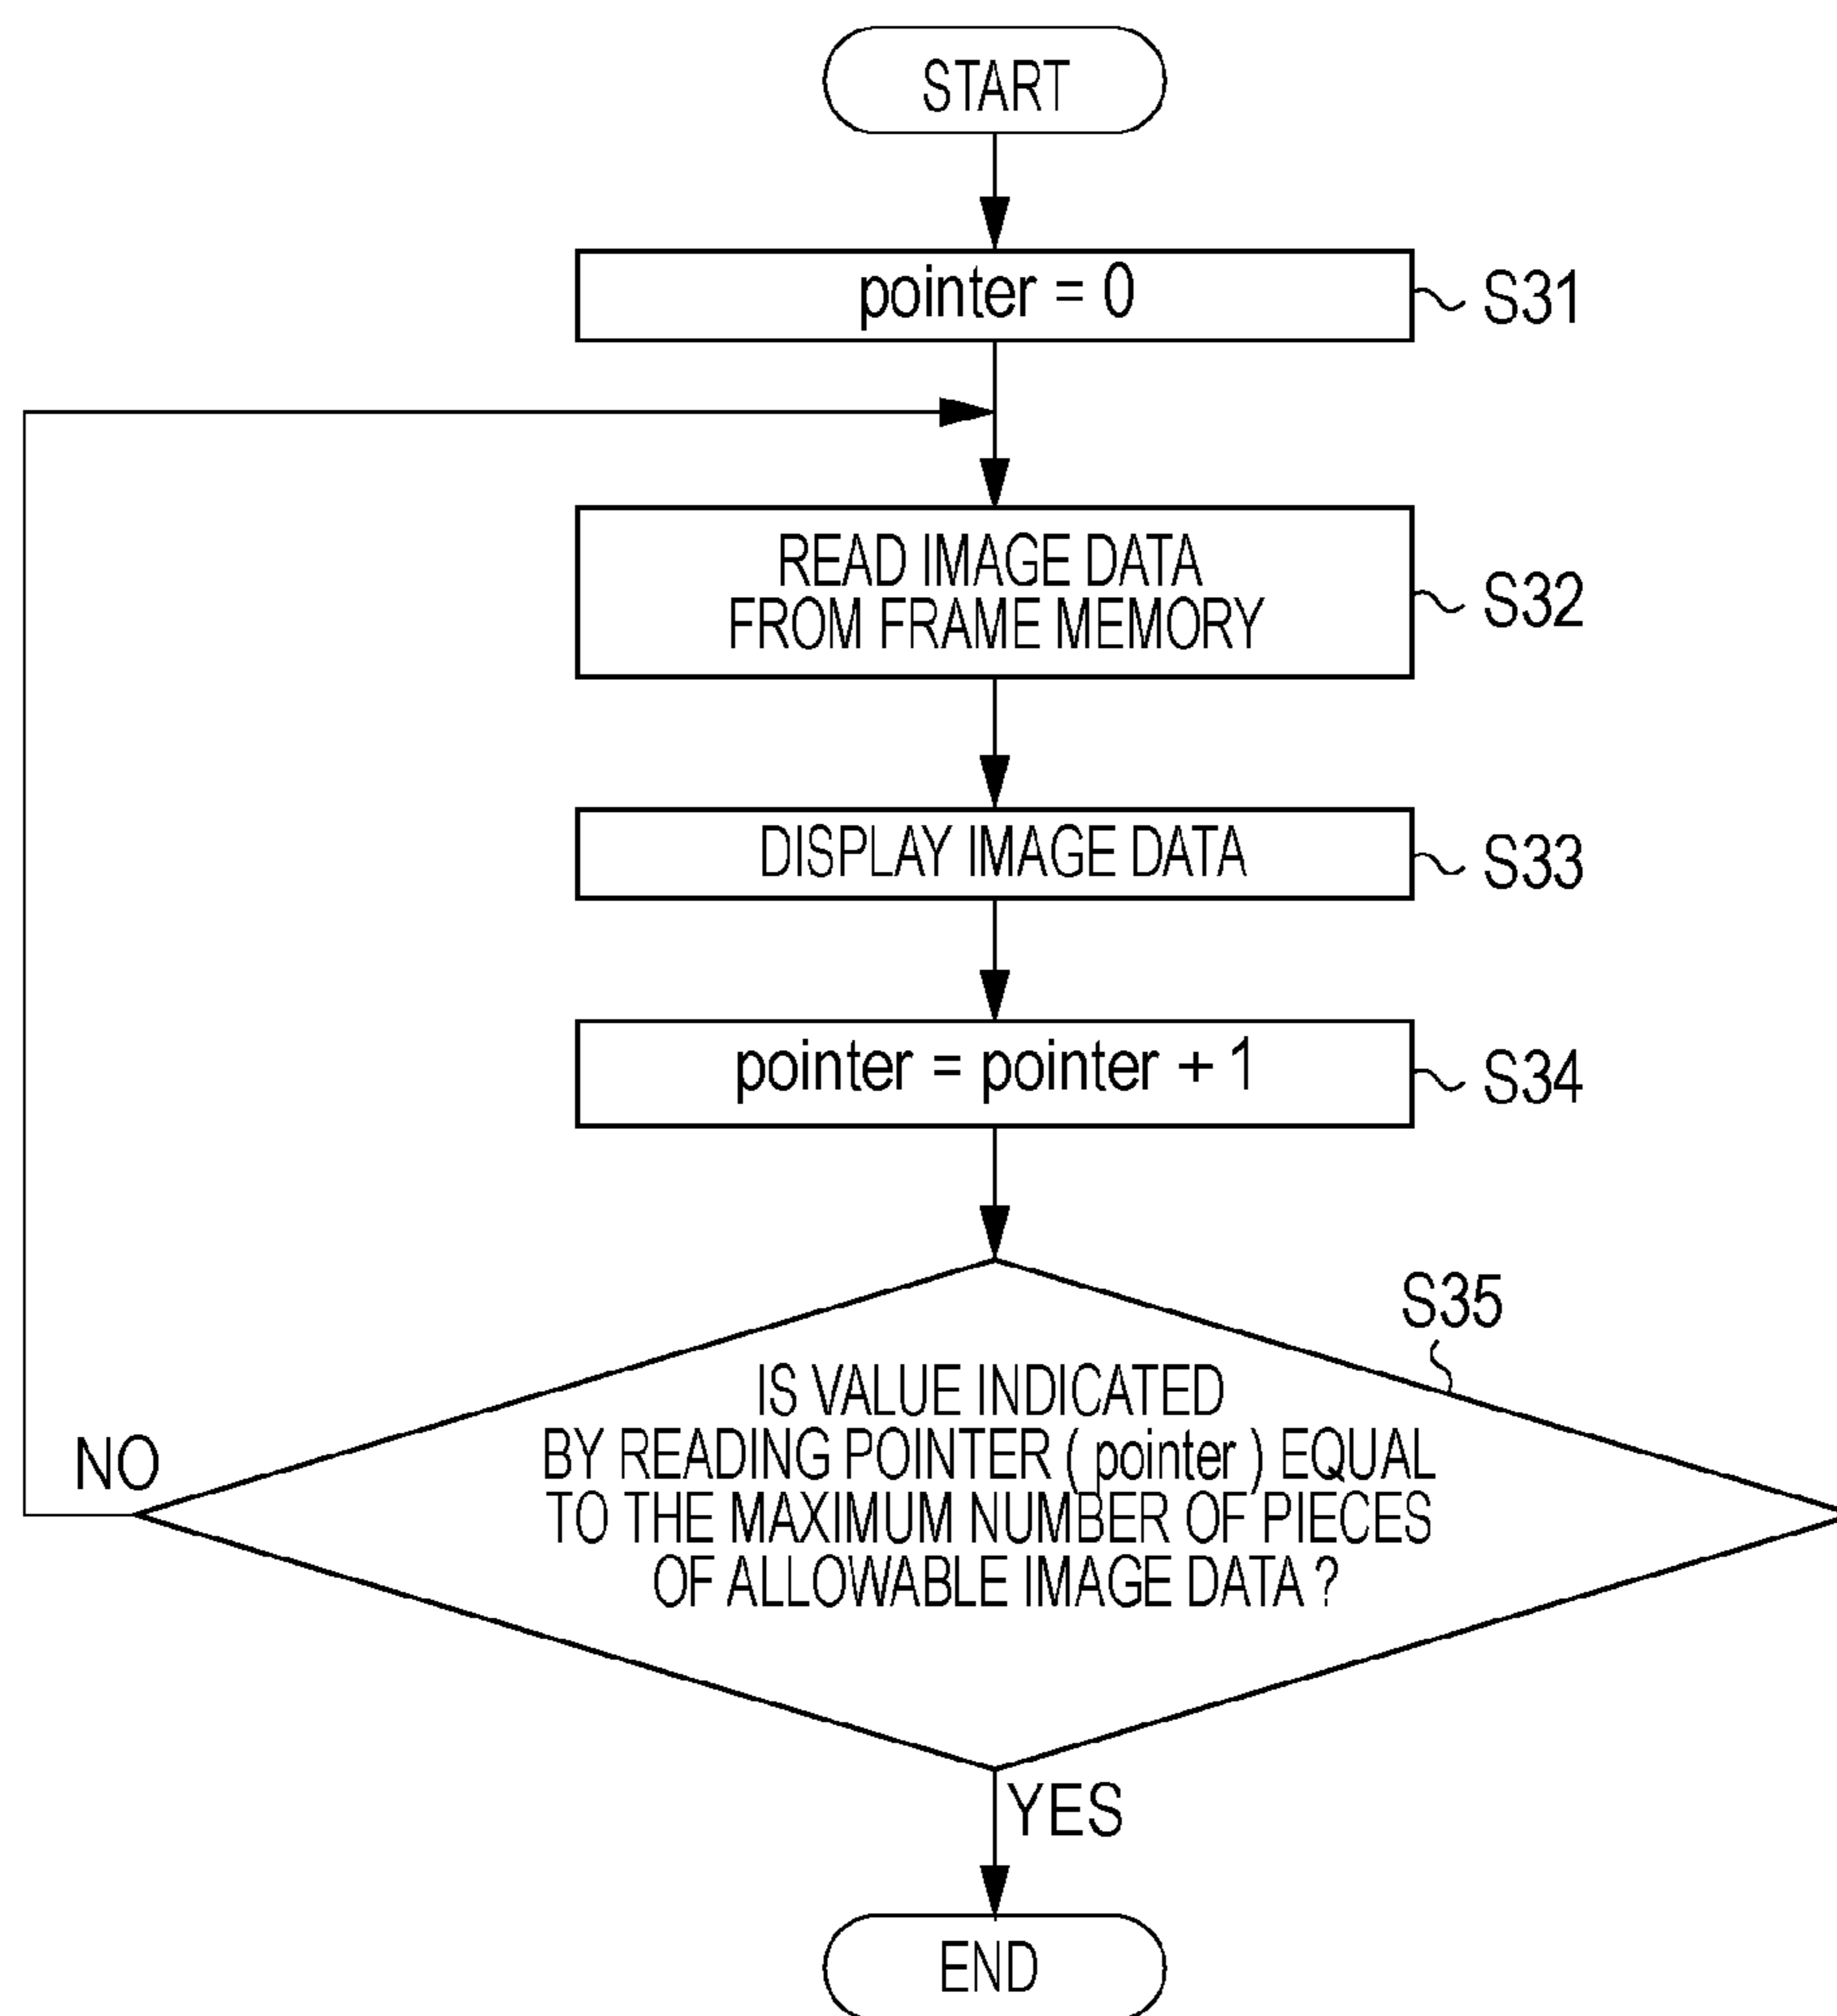 START
pointer = 0
S31
READ IMAGE DATA
FROM FRAME MEMORY
S32
DISPLAY IMAGE DATA
S33
pointer = pointer + 1
S34
S35
IS VALUE INDICATED
BY READING POINTER ( pointer ) EQUAL
TO THE MAXIMUM NUMBER OF PIECES
OF ALLOWABLE IMAGE DATA ?
NO
YES
END